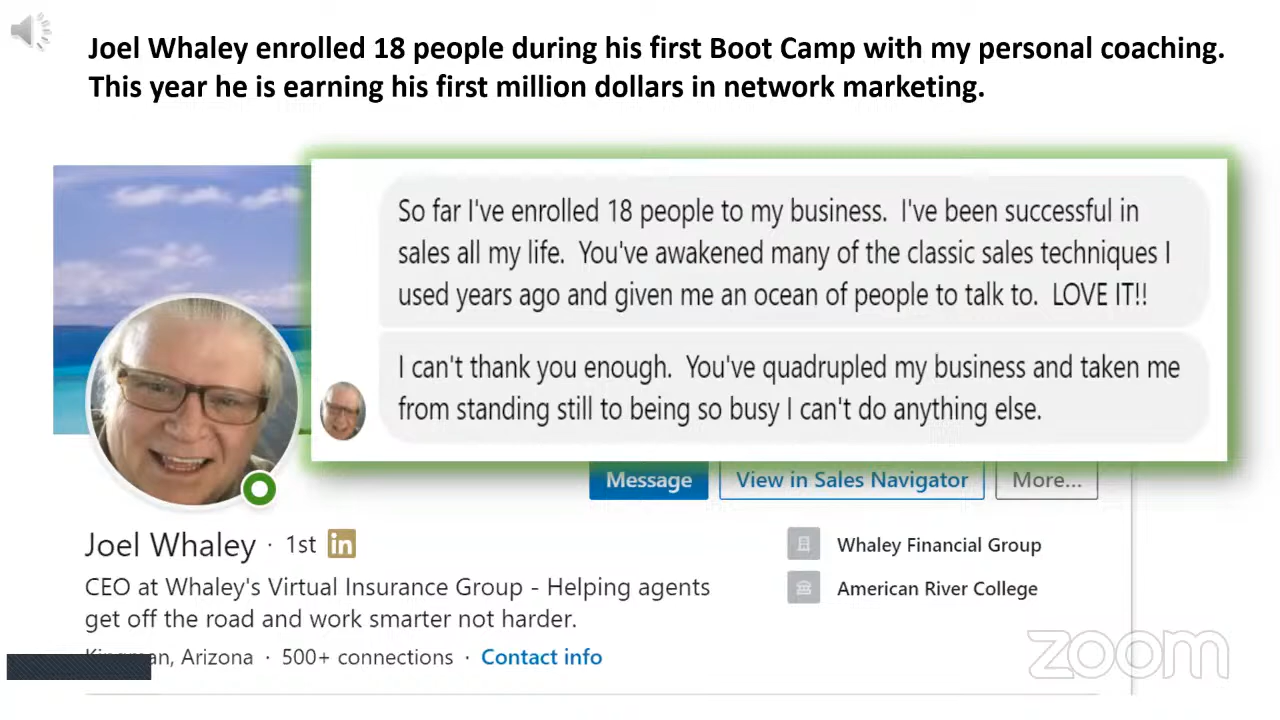 Joel Whaley enrolled 18 people during his first Boot Camp with my personal coaching.
This year he is earning his first million dollars in network marketing.
So far I've enrolled 18 people to my business. I've been successful in
sales all my life. You've awakened many of the classic sales techniques I
used years ago and given me an ocean of people to talk to. LOVE IT!!
I can't thank you enough. You've quadrupled my business and taken me
from standing still to being so busy I can't do anything else.
Message
View in Sales Navigator
More...
Joel Whaley · 1st in
Whaley Financial Group
CEO at Whaley's Virtual Insurance Group - Helping agents
get off the road and work smarter not harder.
American River College
Kingman, Arizona · 500+ connections · Contact info
zoom